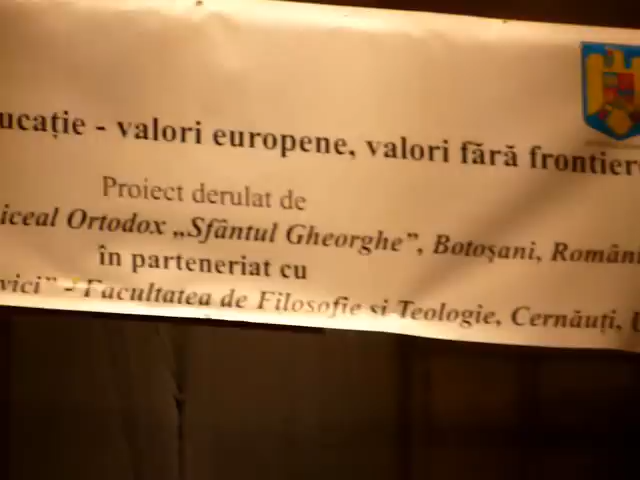 ucație - valori europene, valori fără frontier
Proiect derulat de
iceal Ortodox „Sfântul Gheorghe”, Botoșani, Români
în parteneriat cu
vici” - Facultatea de Filosofie și Teologie, Cernăuți, U